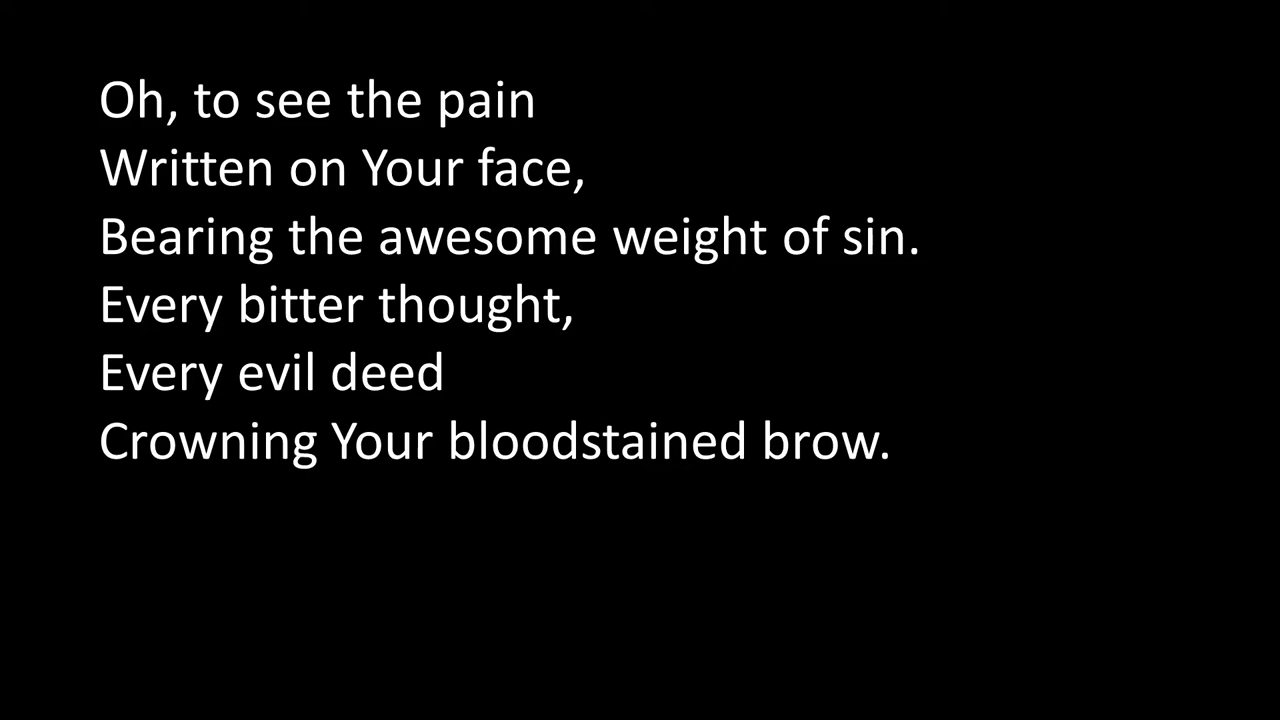 Oh, to see the pain
Written on Your face,
Bearing the awesome weight of sin.
Every bitter thought,
Every evil deed
Crowning Your bloodstained brow.